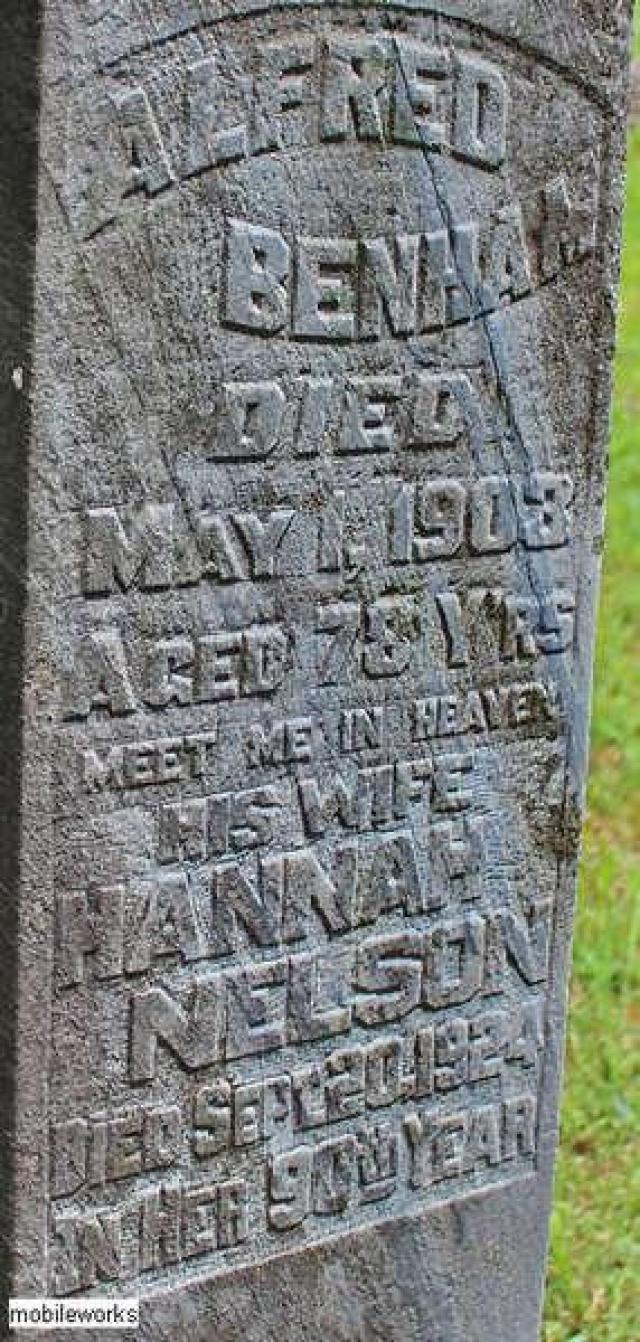 ALFRED
BENHAM
DIED
MAY 1, 1903
AGED 78 Y'RS
MEET ME IN HEAVEN
HIS WIFE
HANNAH
NELSON
DIED SEPT. 20, 1924
IN HER 90TH YEAR
mobileworks